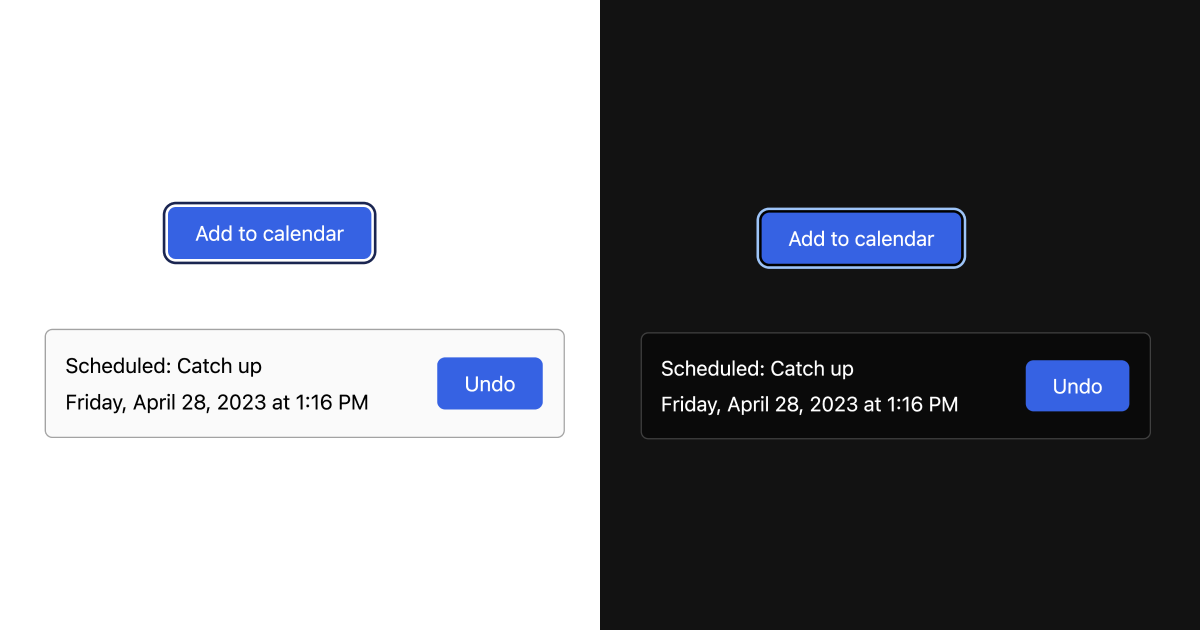 Add to calendar
Scheduled: Catch up
Friday, April 28, 2023 at 1:16 PM
Undo
Add to calendar
Scheduled: Catch up
Friday, April 28, 2023 at 1:16 PM
Undo